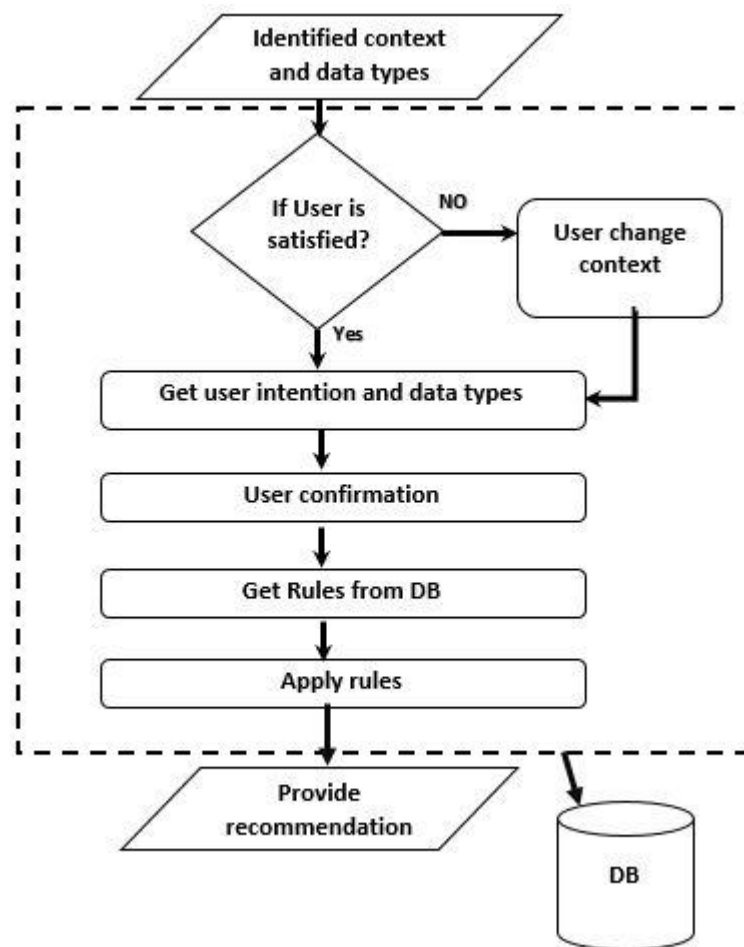 Identified context
and data types
If User is
satisfied?
NO
User change
context
Yes
Get user intention and data types
User confirmation
Get Rules from DB
Apply rules
Provide
recommendation
DB